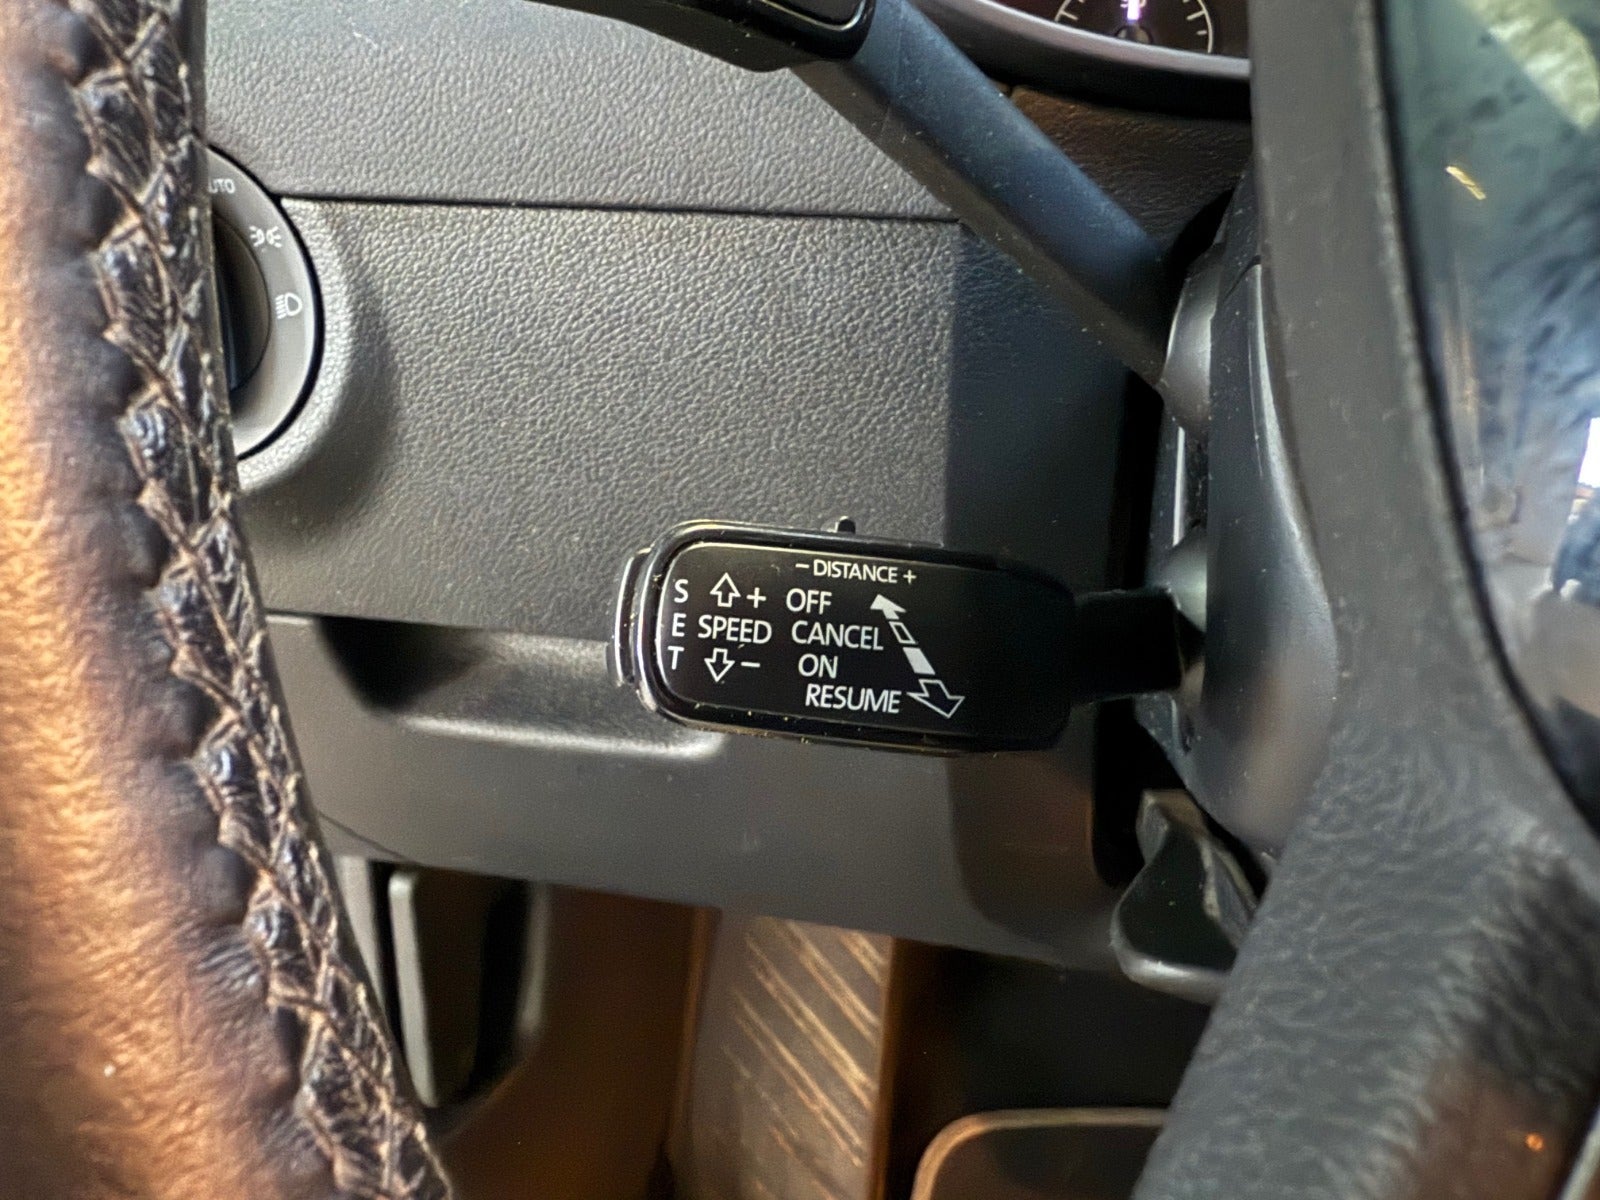 − DISTANCE +
S + OFF
E SPEED CANCEL
T − ON
RESUME